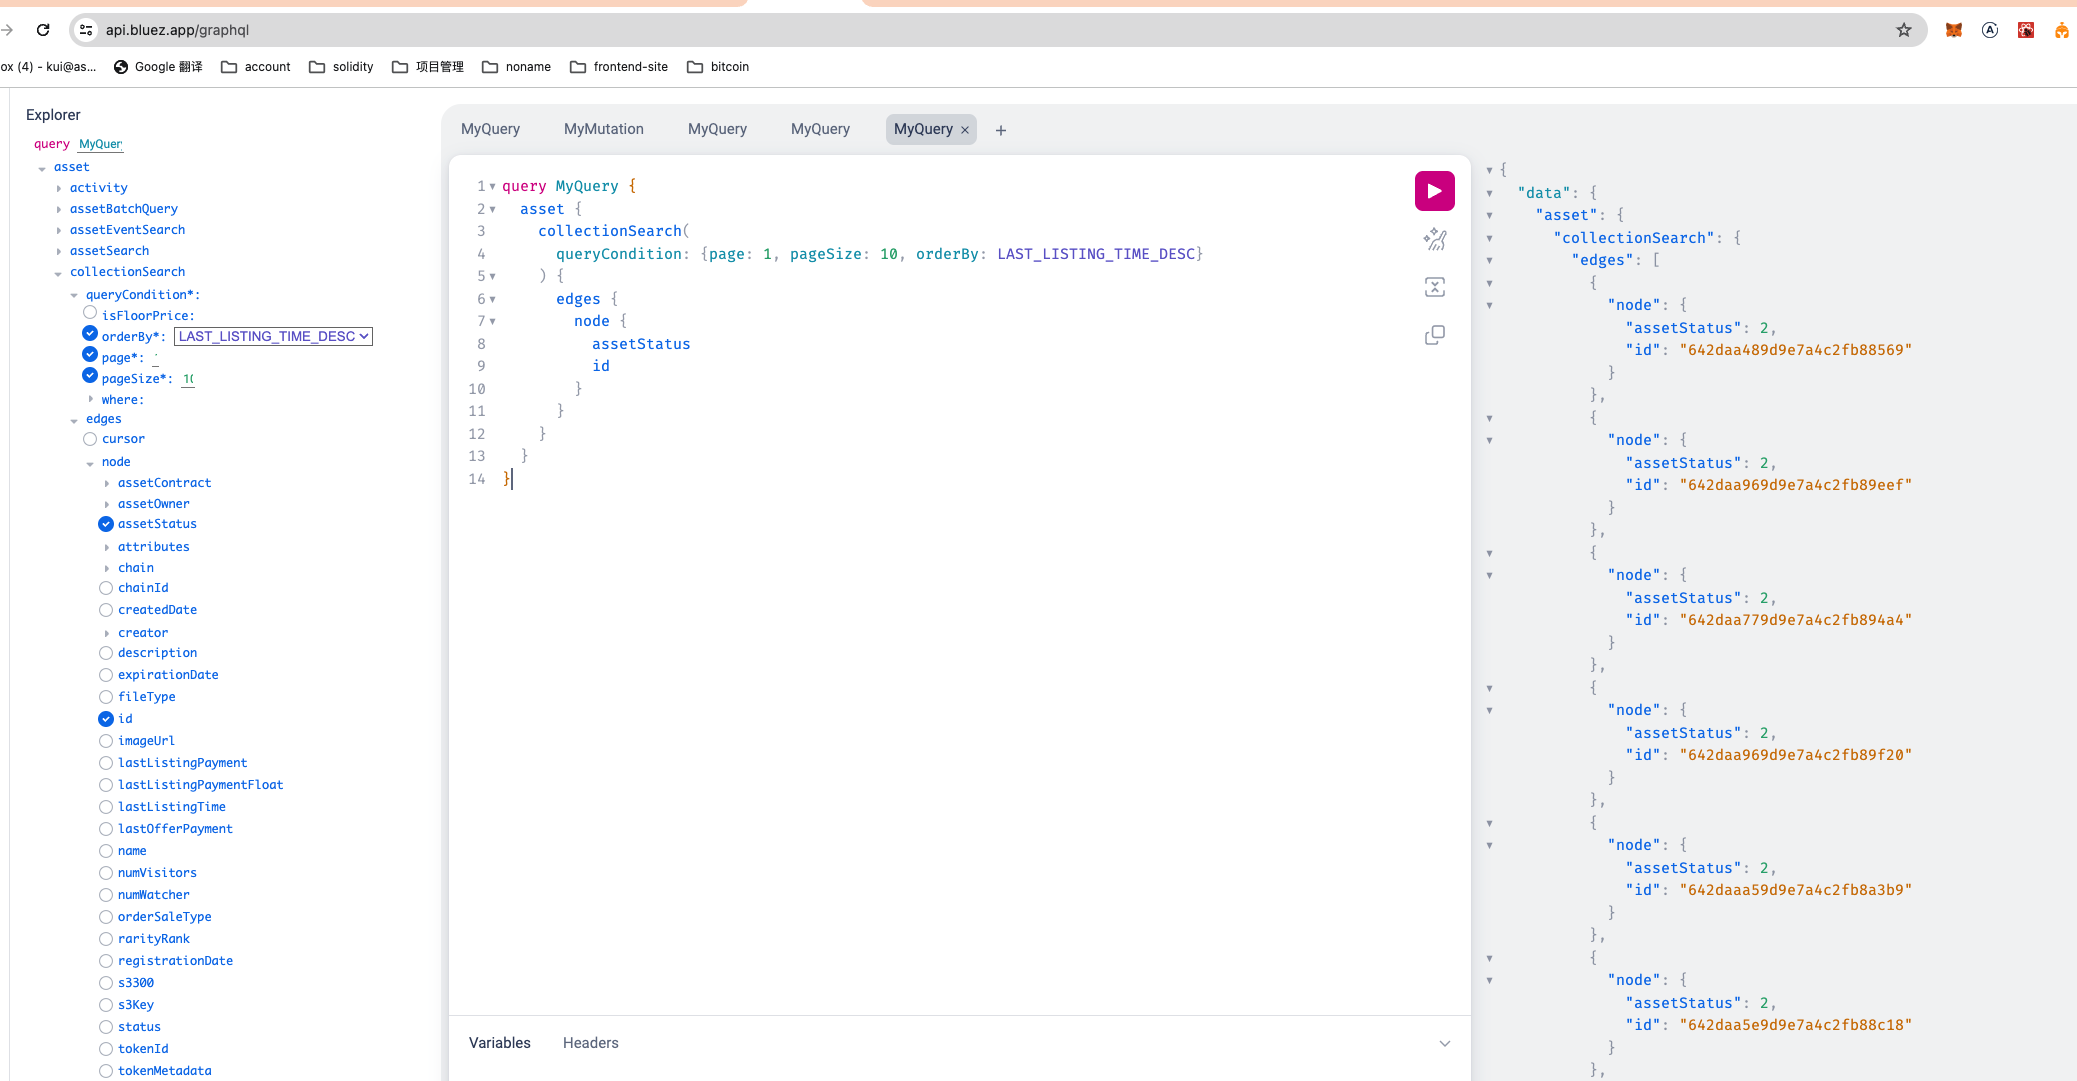 api.bluez.app/graphql
ox (4) - kui@as... Google 翻译 account solidity 项目管理 noname frontend-site bitcoin
Explorer
query MyQuer
asset
activity
assetBatchQuery
assetEventSearch
assetSearch
collectionSearch
queryCondition*:
isFloorPrice:
orderBy*: LAST_LISTING_TIME_DESC
page*:
pageSize*: 10
where:
edges
cursor
node
assetContract
assetOwner
assetStatus
attributes
chain
chainId
createdDate
creator
description
expirationDate
fileType
id
imageUrl
lastListingPayment
lastListingPaymentFloat
lastListingTime
lastOfferPayment
name
numVisitors
numWatcher
orderSaleType
rarityRank
registrationDate
s3300
s3Key
status
tokenId
tokenMetadata
MyQuery MyMutation MyQuery MyQuery MyQuery × +
1 query MyQuery {
2 asset {
3 collectionSearch(
4 queryCondition: {page: 1, pageSize: 10, orderBy: LAST_LISTING_TIME_DESC}
5 ) {
6 edges {
7 node {
8 assetStatus
9 id
10 }
11 }
12 }
13 }
14 }
Variables Headers
{
"data": {
"asset": {
"collectionSearch": {
"edges": [
{
"node": {
"assetStatus": 2,
"id": "642daa489d9e7a4c2fb88569"
}
},
{
"node": {
"assetStatus": 2,
"id": "642daa969d9e7a4c2fb89eef"
}
},
{
"node": {
"assetStatus": 2,
"id": "642daa779d9e7a4c2fb894a4"
}
},
{
"node": {
"assetStatus": 2,
"id": "642daa969d9e7a4c2fb89f20"
}
},
{
"node": {
"assetStatus": 2,
"id": "642daaa59d9e7a4c2fb8a3b9"
}
},
{
"node": {
"assetStatus": 2,
"id": "642daa5e9d9e7a4c2fb88c18"
}
},